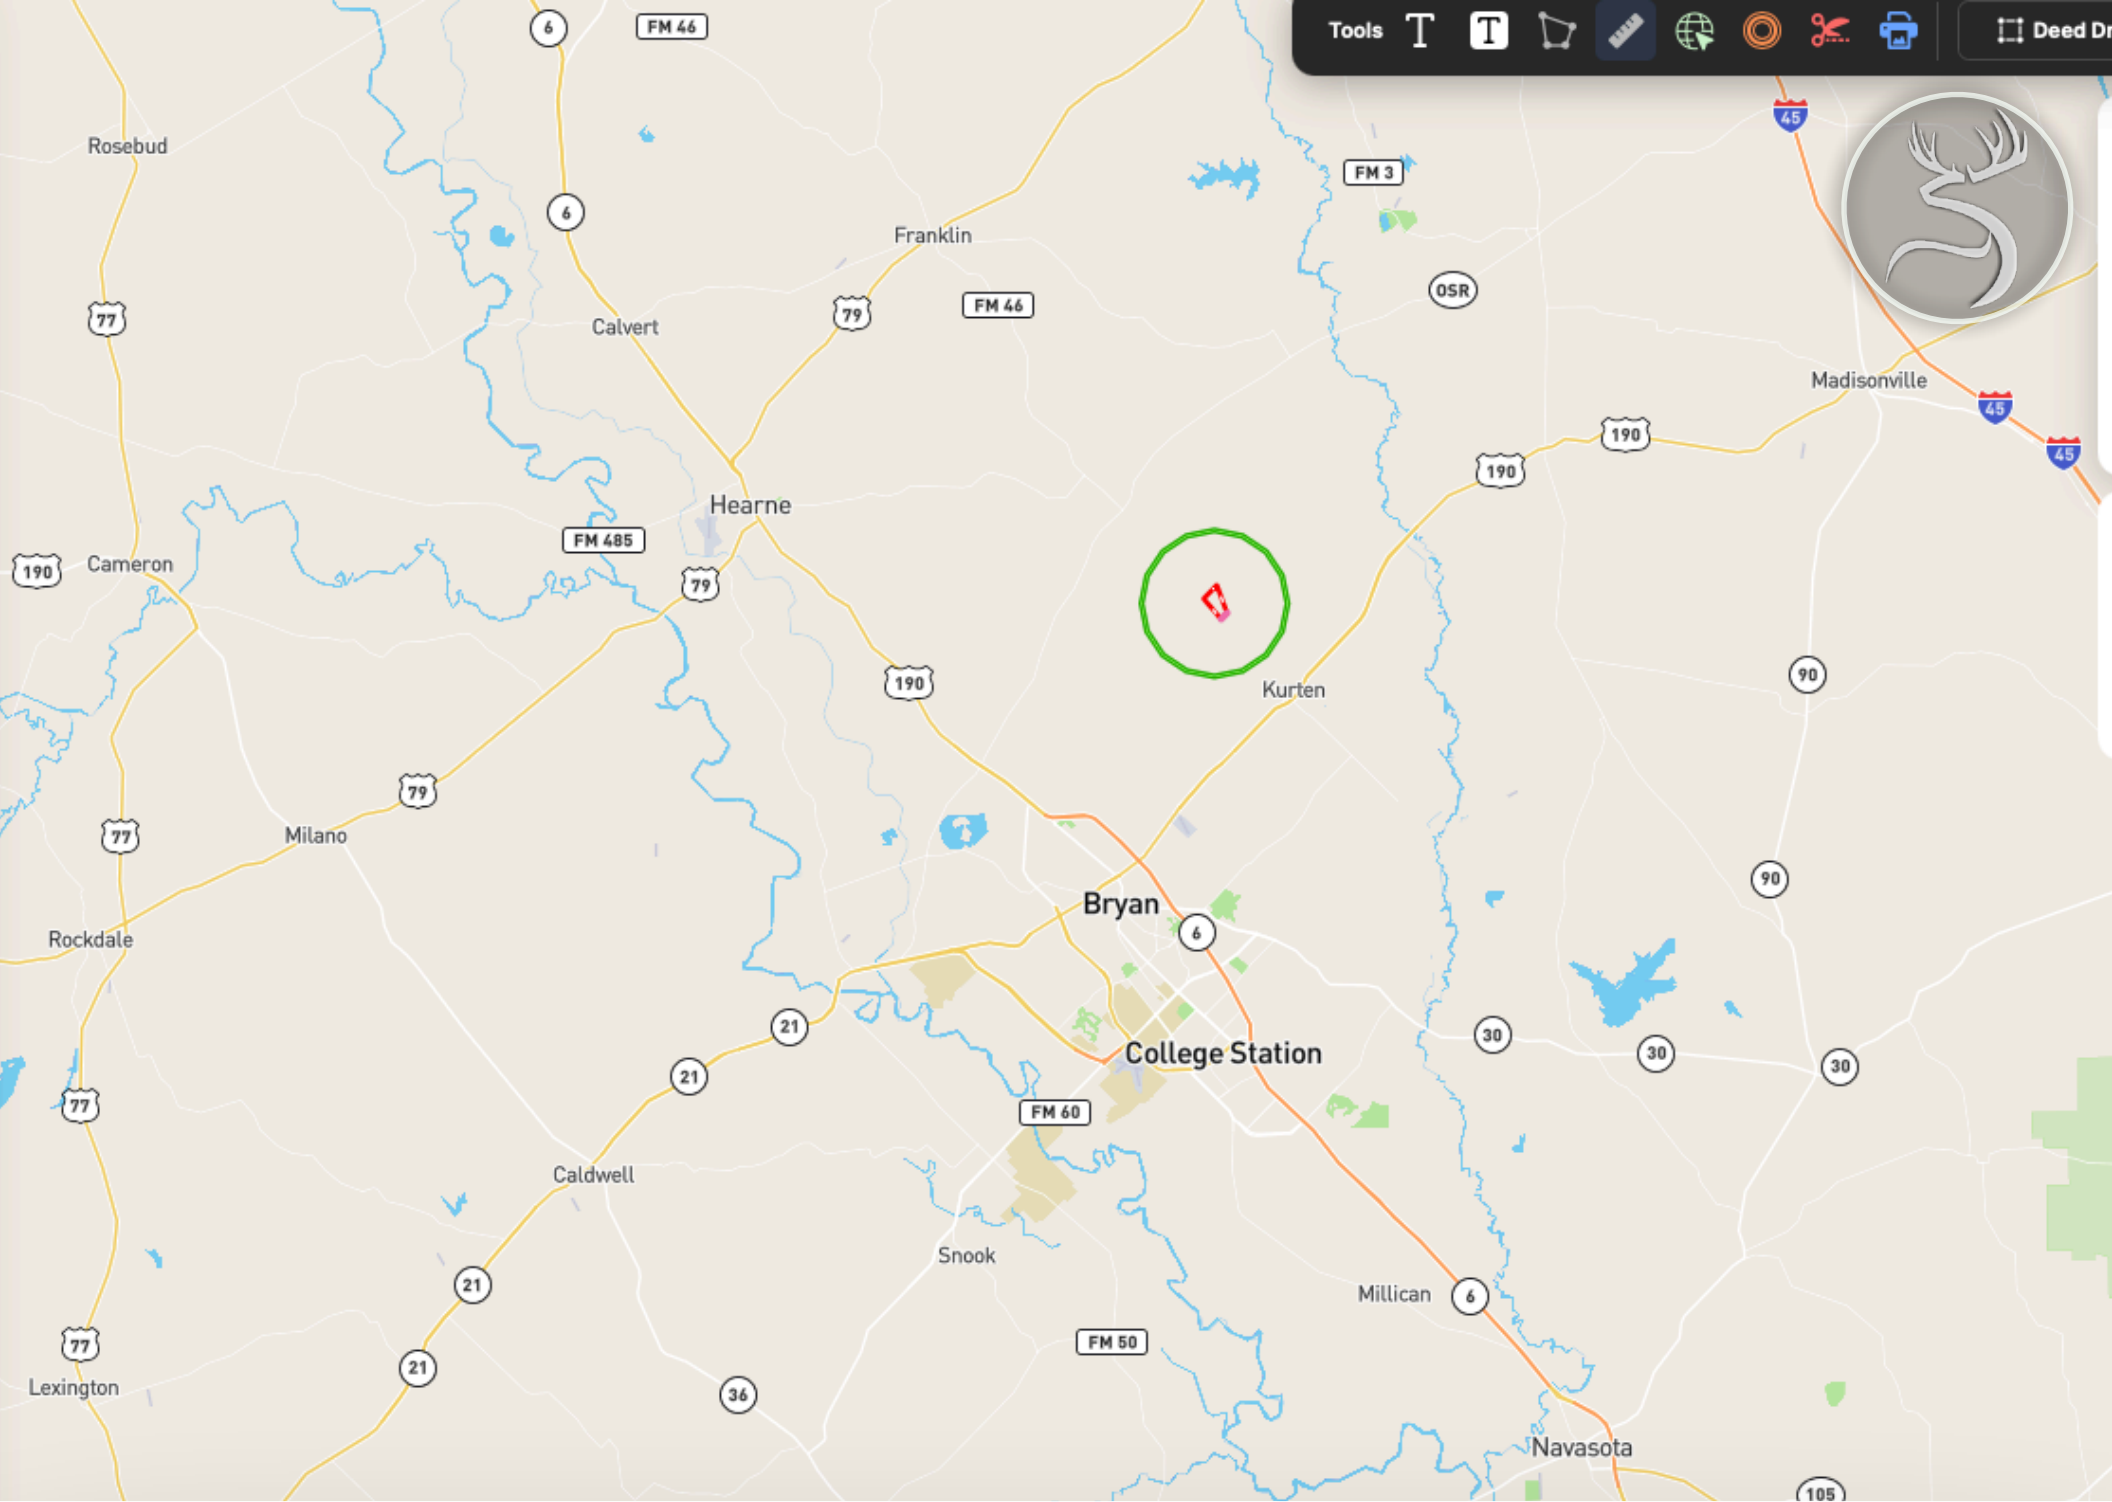 6
FM 46
Tools
T
T
Deed Dr
45
Rosebud
FM 3
6
Franklin
OSR
77
FM 46
79
Calvert
Madisonville
45
190
45
190
Hearne
FM 485
190
Cameron
79
190
90
Kurten
79
77
Milano
90
Bryan
6
Rockdale
21
30
30
College Station
30
21
77
FM 60
Caldwell
Snook
21
Millican
6
77
FM 50
21
Lexington
36
Navasota
105